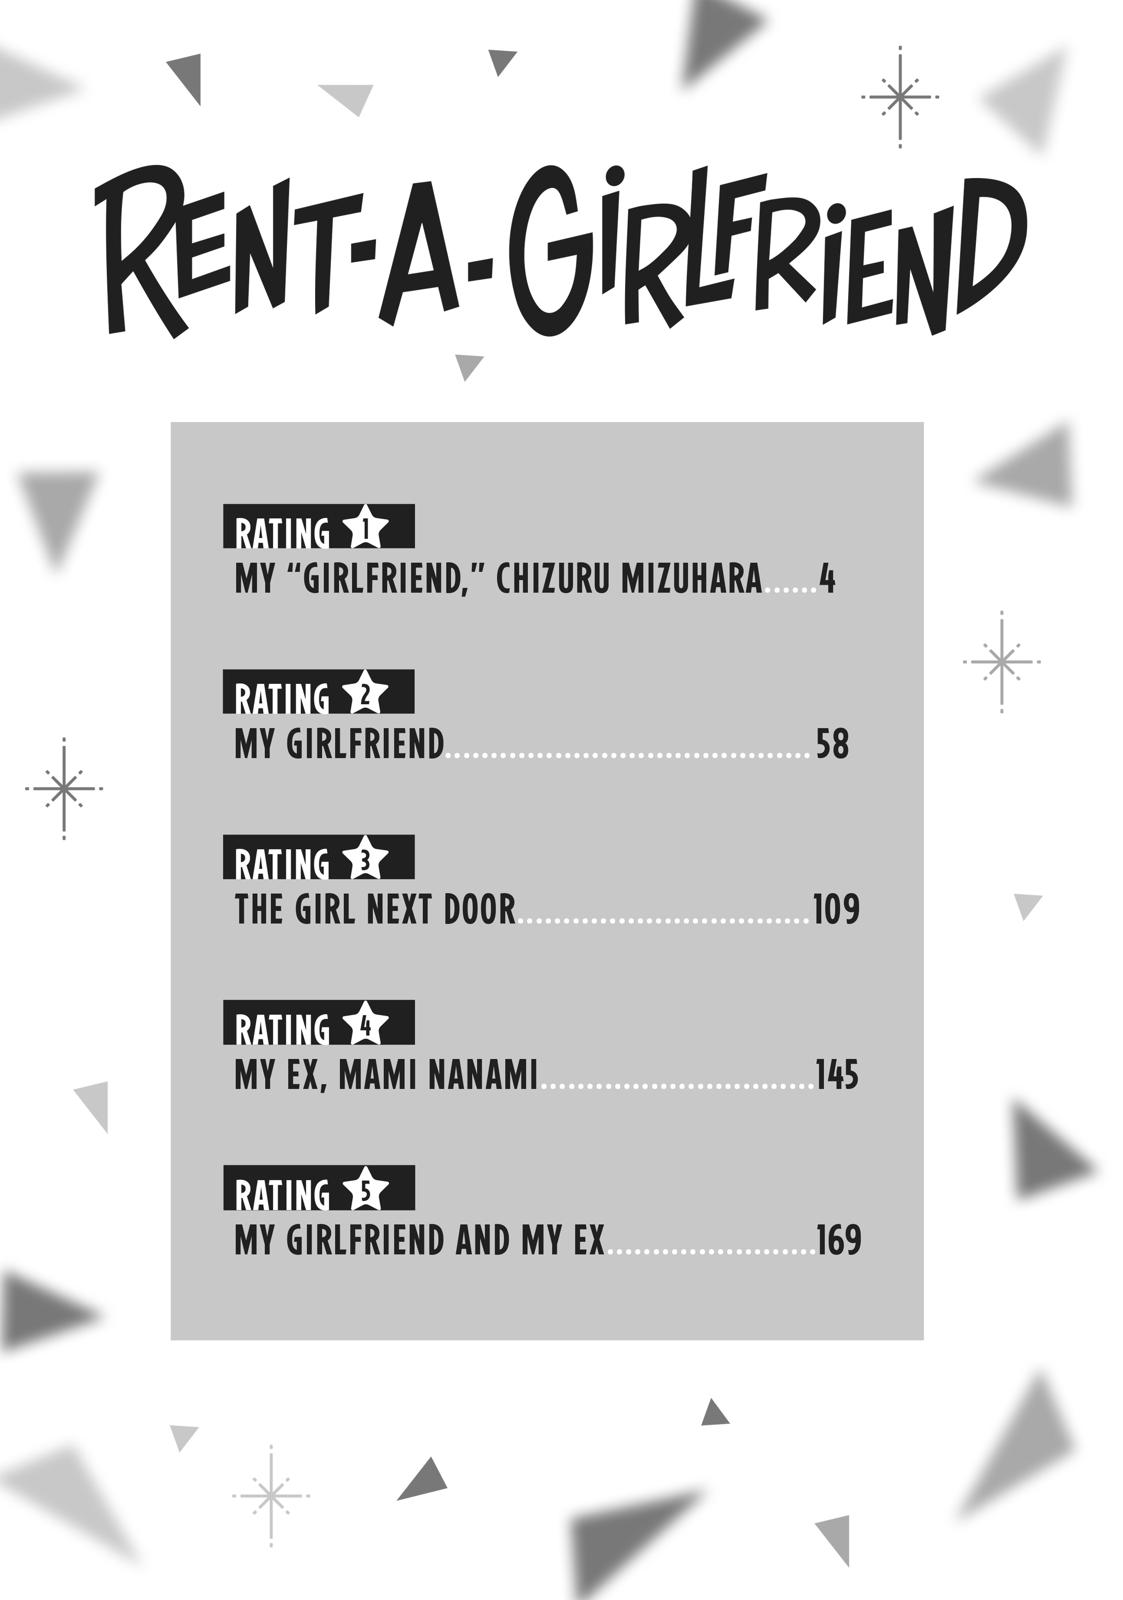 RENT-A-GIRLFRIEND
RATING 1
MY “GIRLFRIEND,” CHIZURU MIZUHARA......4
RATING 2
MY GIRLFRIEND........................................58
RATING 3
THE GIRL NEXT DOOR................................109
RATING 4
MY EX, MAMI NANAMI..............................145
RATING 5
MY GIRLFRIEND AND MY EX.......................169